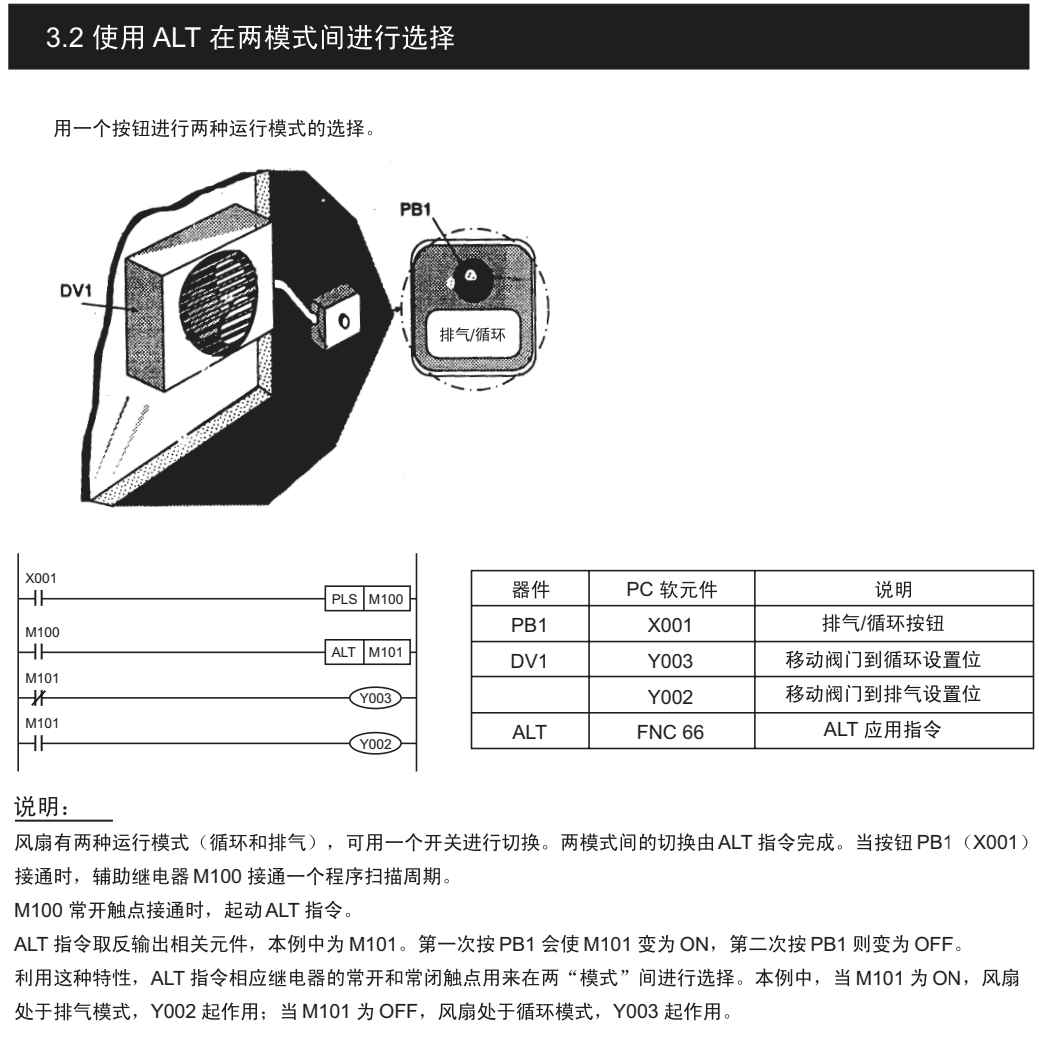 3.2 使用 ALT 在两模式间进行选择
用一个按钮进行两种运行模式的选择。
PB1
DV1
排气/循环
X001
PLS M100
M100
ALT M101
M101
Y003
M101
Y002
器件 PC 软元件 说明
PB1 X001 排气/循环按钮
DV1 Y003 移动阀门到循环设置位
Y002 移动阀门到排气设置位
ALT FNC 66 ALT 应用指令
说明：
风扇有两种运行模式（循环和排气），可用一个开关进行切换。两模式间的切换由 ALT 指令完成。当按钮 PB1（X001）
接通时，辅助继电器 M100 接通一个程序扫描周期。
M100 常开触点接通时，起动 ALT 指令。
ALT 指令取反输出相关元件，本例中为 M101。第一次按 PB1 会使 M101 变为 ON，第二次按 PB1 则变为 OFF。
利用这种特性，ALT 指令相应继电器的常开和常闭触点用来在两“模式”间进行选择。本例中，当 M101 为 ON，风扇
处于排气模式，Y002 起作用；当 M101 为 OFF，风扇处于循环模式，Y003 起作用。